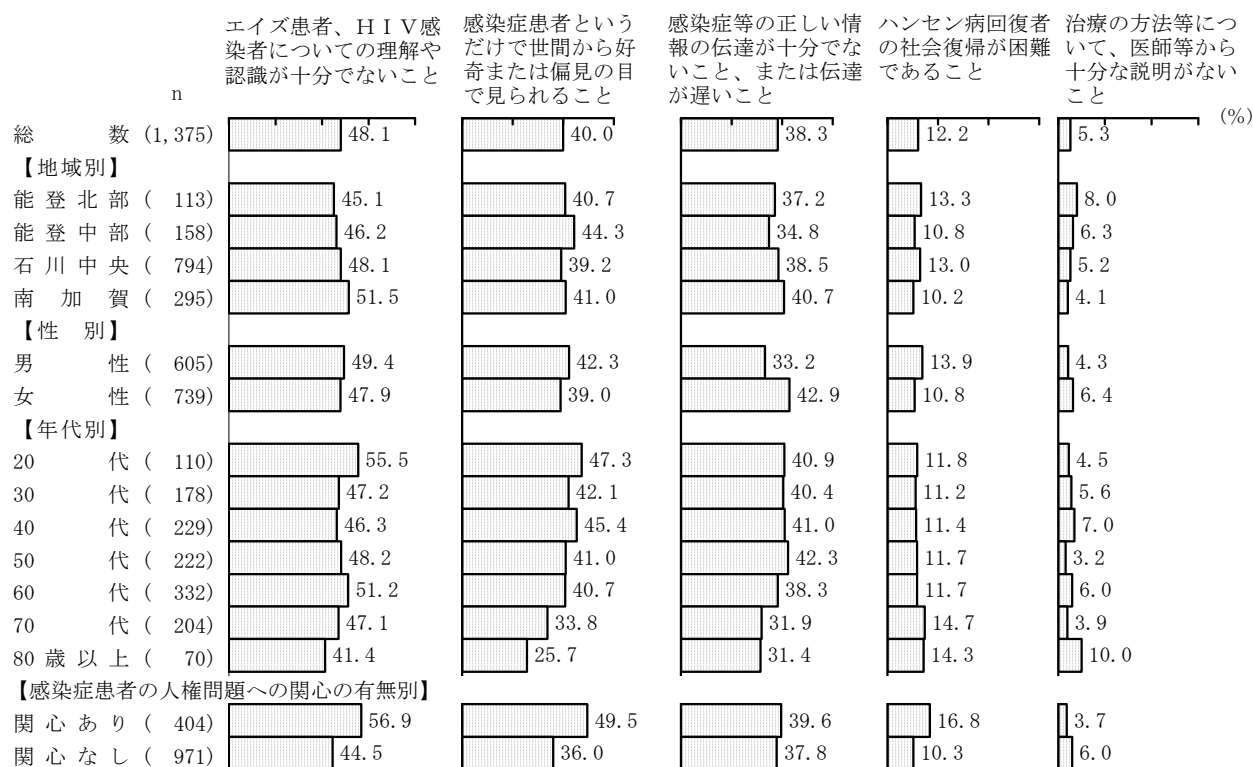 エイズ患者、ＨＩＶ感
染者についての理解や
認識が十分でないこと
感染症患者という
だけで世間から好
奇または偏見の目
で見られること
感染症等の正しい情
報の伝達が十分でな
いこと、または伝達
が遅いこと
ハンセン病回復者
の社会復帰が困難
であること
治療の方法等につ
いて、医師等から
十分な説明がない
こと
n
(%)
総　　数 (1,375) 48.1 40.0 38.3 12.2 5.3
【地域別】
能登北部 ( 113) 45.1 40.7 37.2 13.3 8.0
能登中部 ( 158) 46.2 44.3 34.8 10.8 6.3
石川中央 ( 794) 48.1 39.2 38.5 13.0 5.2
南加賀 ( 295) 51.5 41.0 40.7 10.2 4.1
【性　別】
男　　性 ( 605) 49.4 42.3 33.2 13.9 4.3
女　　性 ( 739) 47.9 39.0 42.9 10.8 6.4
【年代別】
20　　代 ( 110) 55.5 47.3 40.9 11.8 4.5
30　　代 ( 178) 47.2 42.1 40.4 11.2 5.6
40　　代 ( 229) 46.3 45.4 41.0 11.4 7.0
50　　代 ( 222) 48.2 41.0 42.3 11.7 3.2
60　　代 ( 332) 51.2 40.7 38.3 11.7 6.0
70　　代 ( 204) 47.1 33.8 31.9 14.7 3.9
80歳以上 ( 70) 41.4 25.7 31.4 14.3 10.0
【感染症患者の人権問題への関心の有無別】
関心あり ( 404) 56.9 49.5 39.6 16.8 3.7
関心なし ( 971) 44.5 36.0 37.8 10.3 6.0